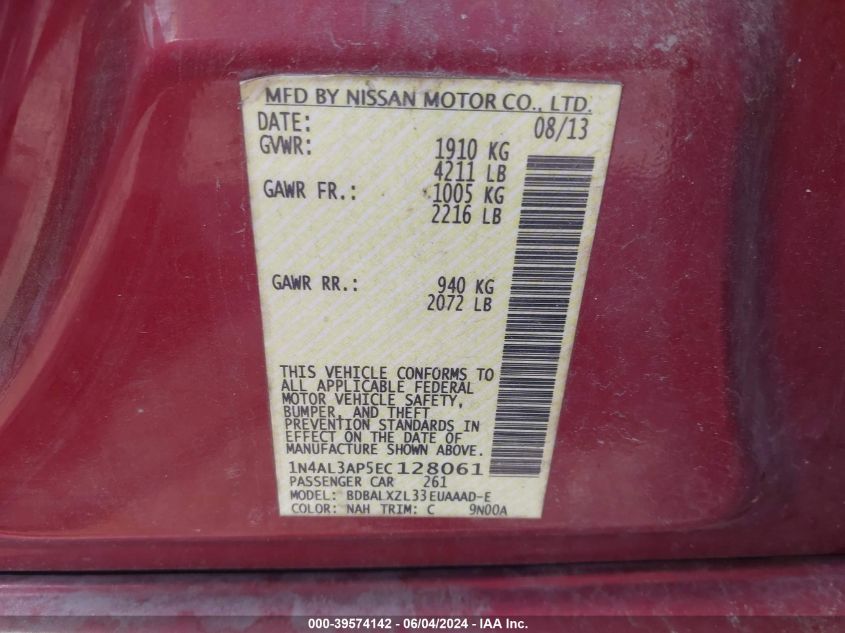 MFD BY NISSAN MOTOR CO., LTD.
DATE: 08/13
GVWR: 1910 KG
4211 LB
GAWR FR.: 1005 KG
2216 LB
GAWR RR.: 940 KG
2072 LB
THIS VEHICLE CONFORMS TO
ALL APPLICABLE FEDERAL
MOTOR VEHICLE SAFETY,
BUMPER, AND THEFT
PREVENTION STANDARDS IN
EFFECT ON THE DATE OF
MANUFACTURE SHOWN ABOVE.
1N4AL3AP5EC128061
PASSENGER CAR 261
MODEL: BDBALXZL33EUAAAD-E
COLOR: NAH TRIM: C 9N00A
000-39574142 - 06/04/2024 - IAAI Inc.